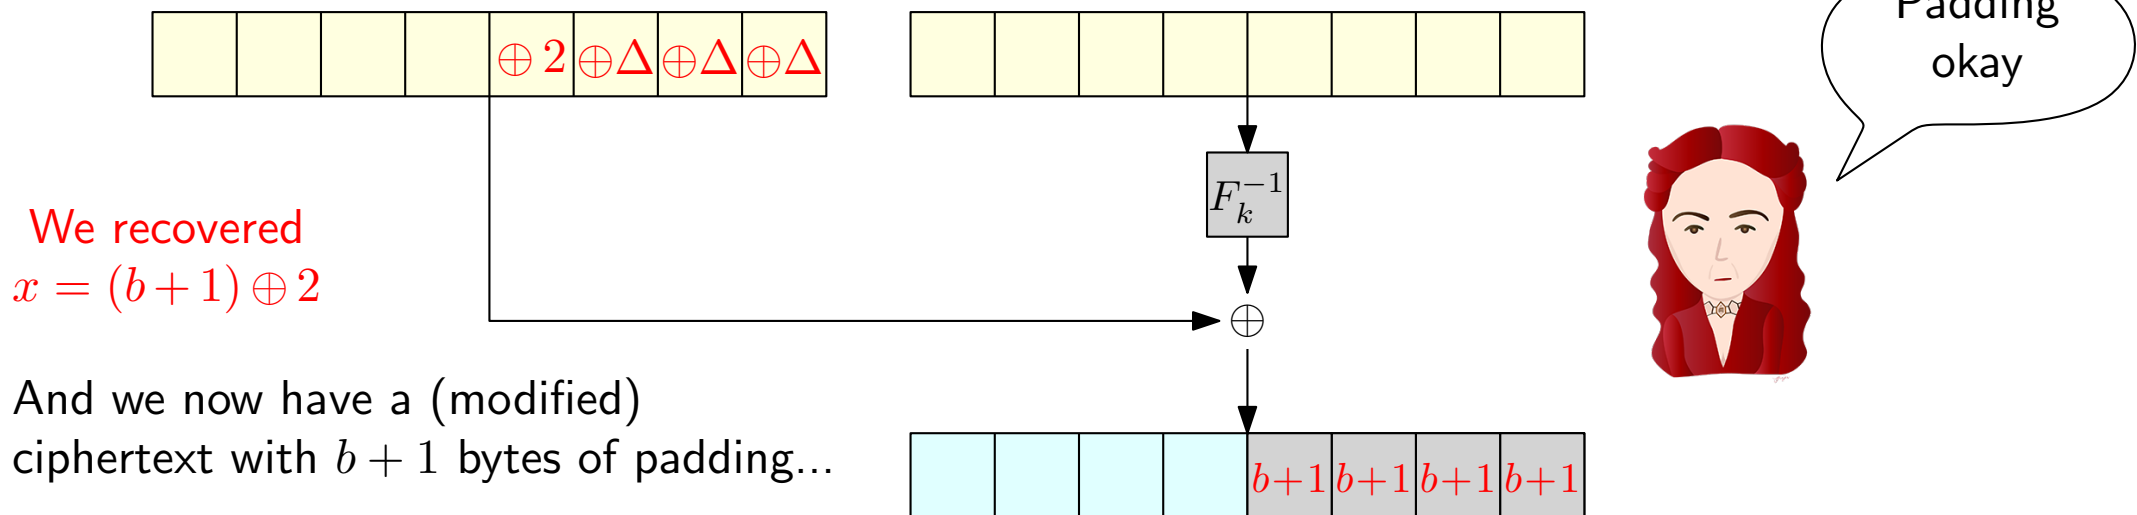 Padding
okay
⊕ 2 ⊕Δ ⊕Δ ⊕Δ
F_k^{-1}
We recovered
x = (b + 1) ⊕ 2
⊕
And we now have a (modified)
ciphertext with b + 1 bytes of padding...
b+1 b+1 b+1 b+1